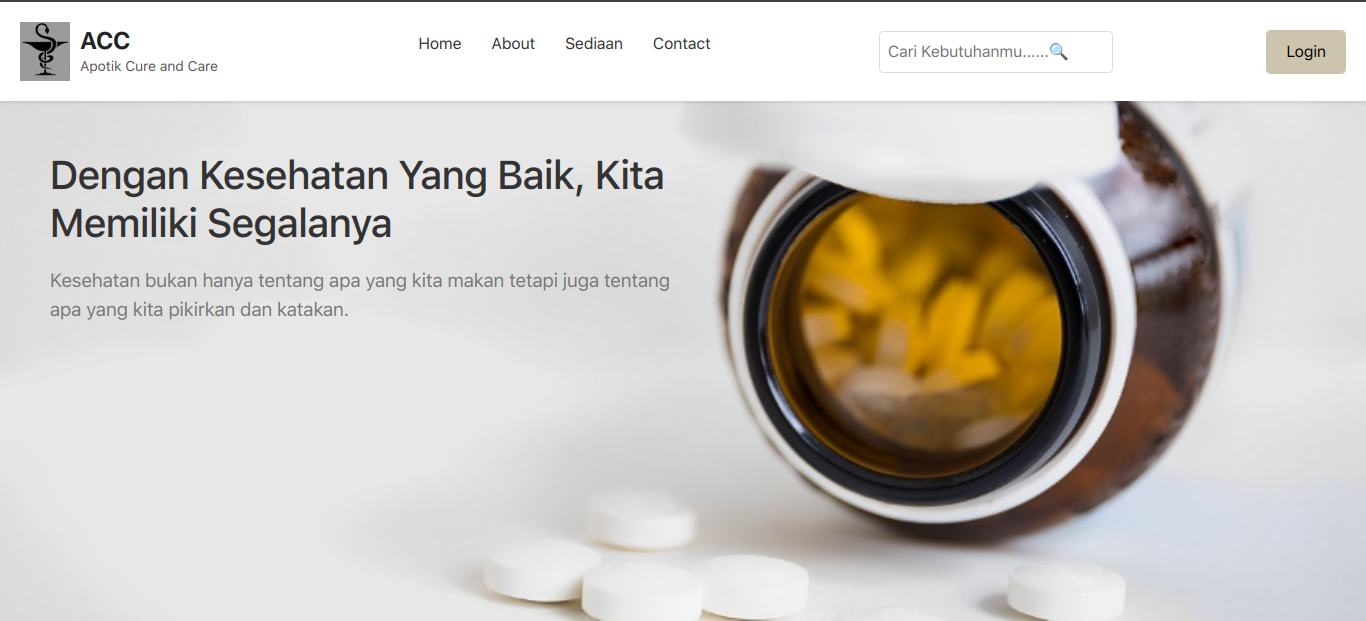 ACC
Apotik Cure and Care
Home
About
Sediaan
Contact
Cari Kebutuhanmu......🔍
Login
Dengan Kesehatan Yang Baik, Kita
Memiliki Segalanya
Kesehatan bukan hanya tentang apa yang kita makan tetapi juga tentang
apa yang kita pikirkan dan katakan.